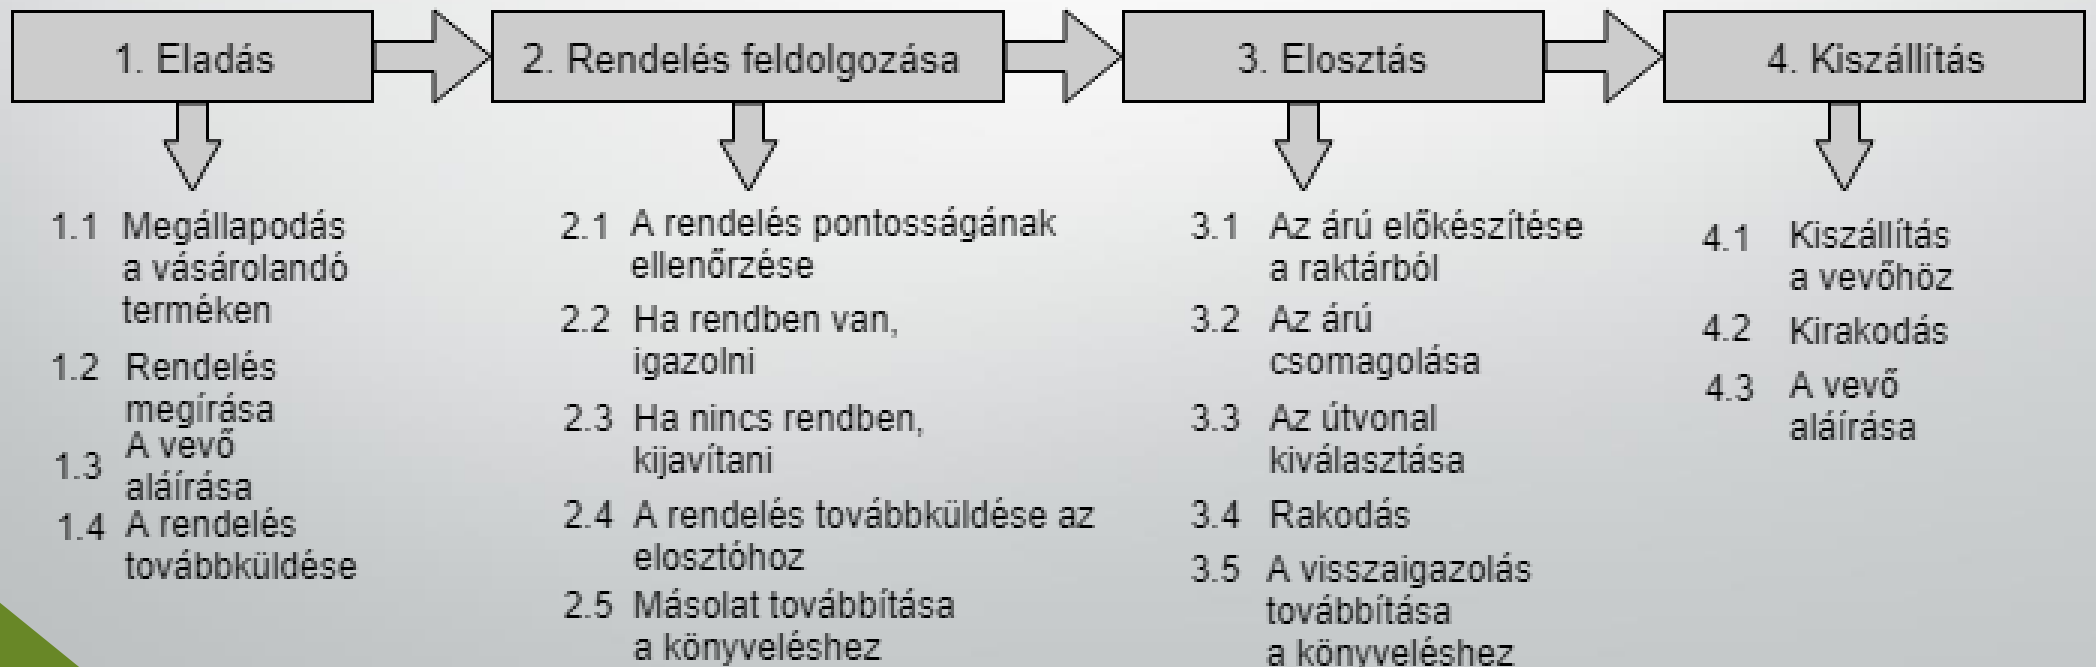 1. Eladás
2. Rendelés feldolgozása
3. Elosztás
4. Kiszállítás
1.1 Megállapodás
a vásárolandó
terméken
1.2 Rendelés
megírása
1.3 A vevő
aláírása
1.4 A rendelés
továbbküldése
2.1 A rendelés pontosságának
ellenőrzése
2.2 Ha rendben van,
igazolni
2.3 Ha nincs rendben,
kijavítani
2.4 A rendelés továbbküldése az
elosztóhoz
2.5 Másolat továbbítása
a könyveléshez
3.1 Az árú előkészítése
a raktárból
3.2 Az árú
csomagolása
3.3 Az útvonal
kiválasztása
3.4 Rakodás
3.5 A visszaigazolás
továbbítása
a könyveléshez
4.1 Kiszállítás
a vevőhöz
4.2 Kirakodás
4.3 A vevő
aláírása